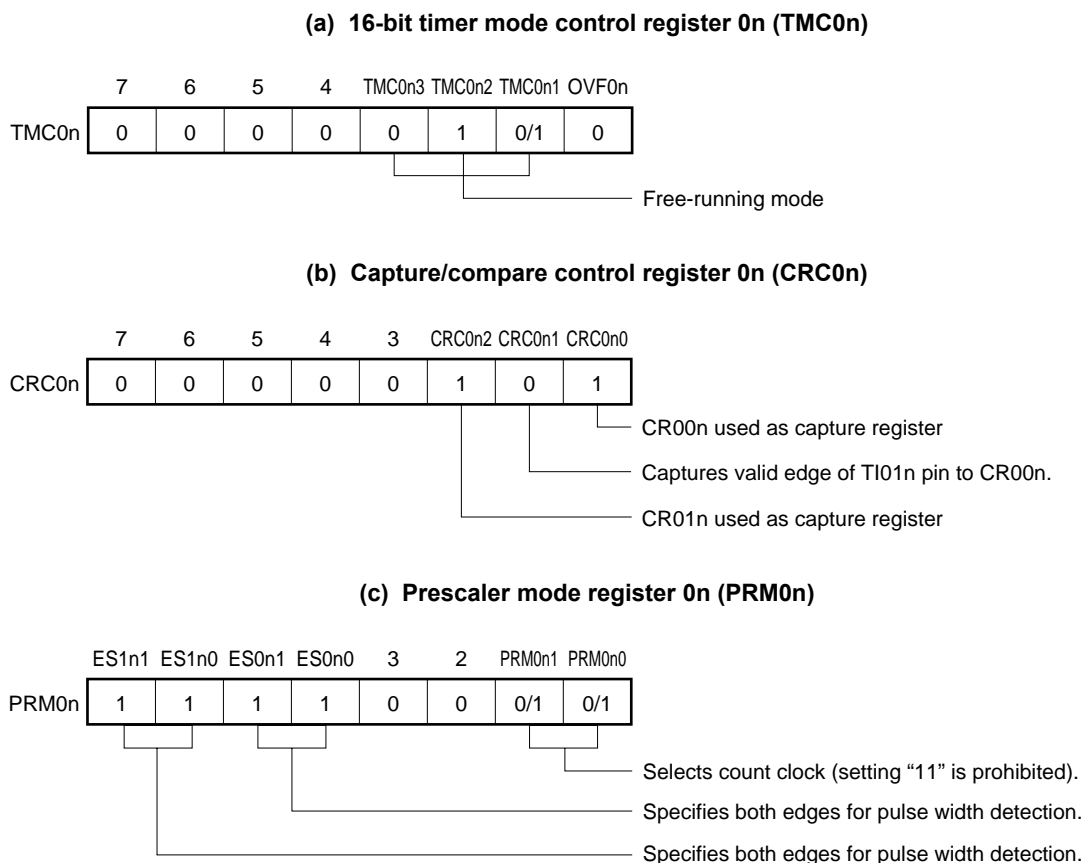 (a) 16-bit timer mode control register 0n (TMC0n)
7 6 5 4 TMC0n3 TMC0n2 TMC0n1 OVF0n
TMC0n 0 0 0 0 0 1 0/1 0
Free-running mode
(b) Capture/compare control register 0n (CRC0n)
7 6 5 4 3 CRC0n2 CRC0n1 CRC0n0
CRC0n 0 0 0 0 0 1 0 1
CR00n used as capture register
Captures valid edge of TI01n pin to CR00n.
CR01n used as capture register
(c) Prescaler mode register 0n (PRM0n)
ES1n1 ES1n0 ES0n1 ES0n0 3 2 PRM0n1 PRM0n0
PRM0n 1 1 1 1 0 0 0/1 0/1
Selects count clock (setting “11” is prohibited).
Specifies both edges for pulse width detection.
Specifies both edges for pulse width detection.